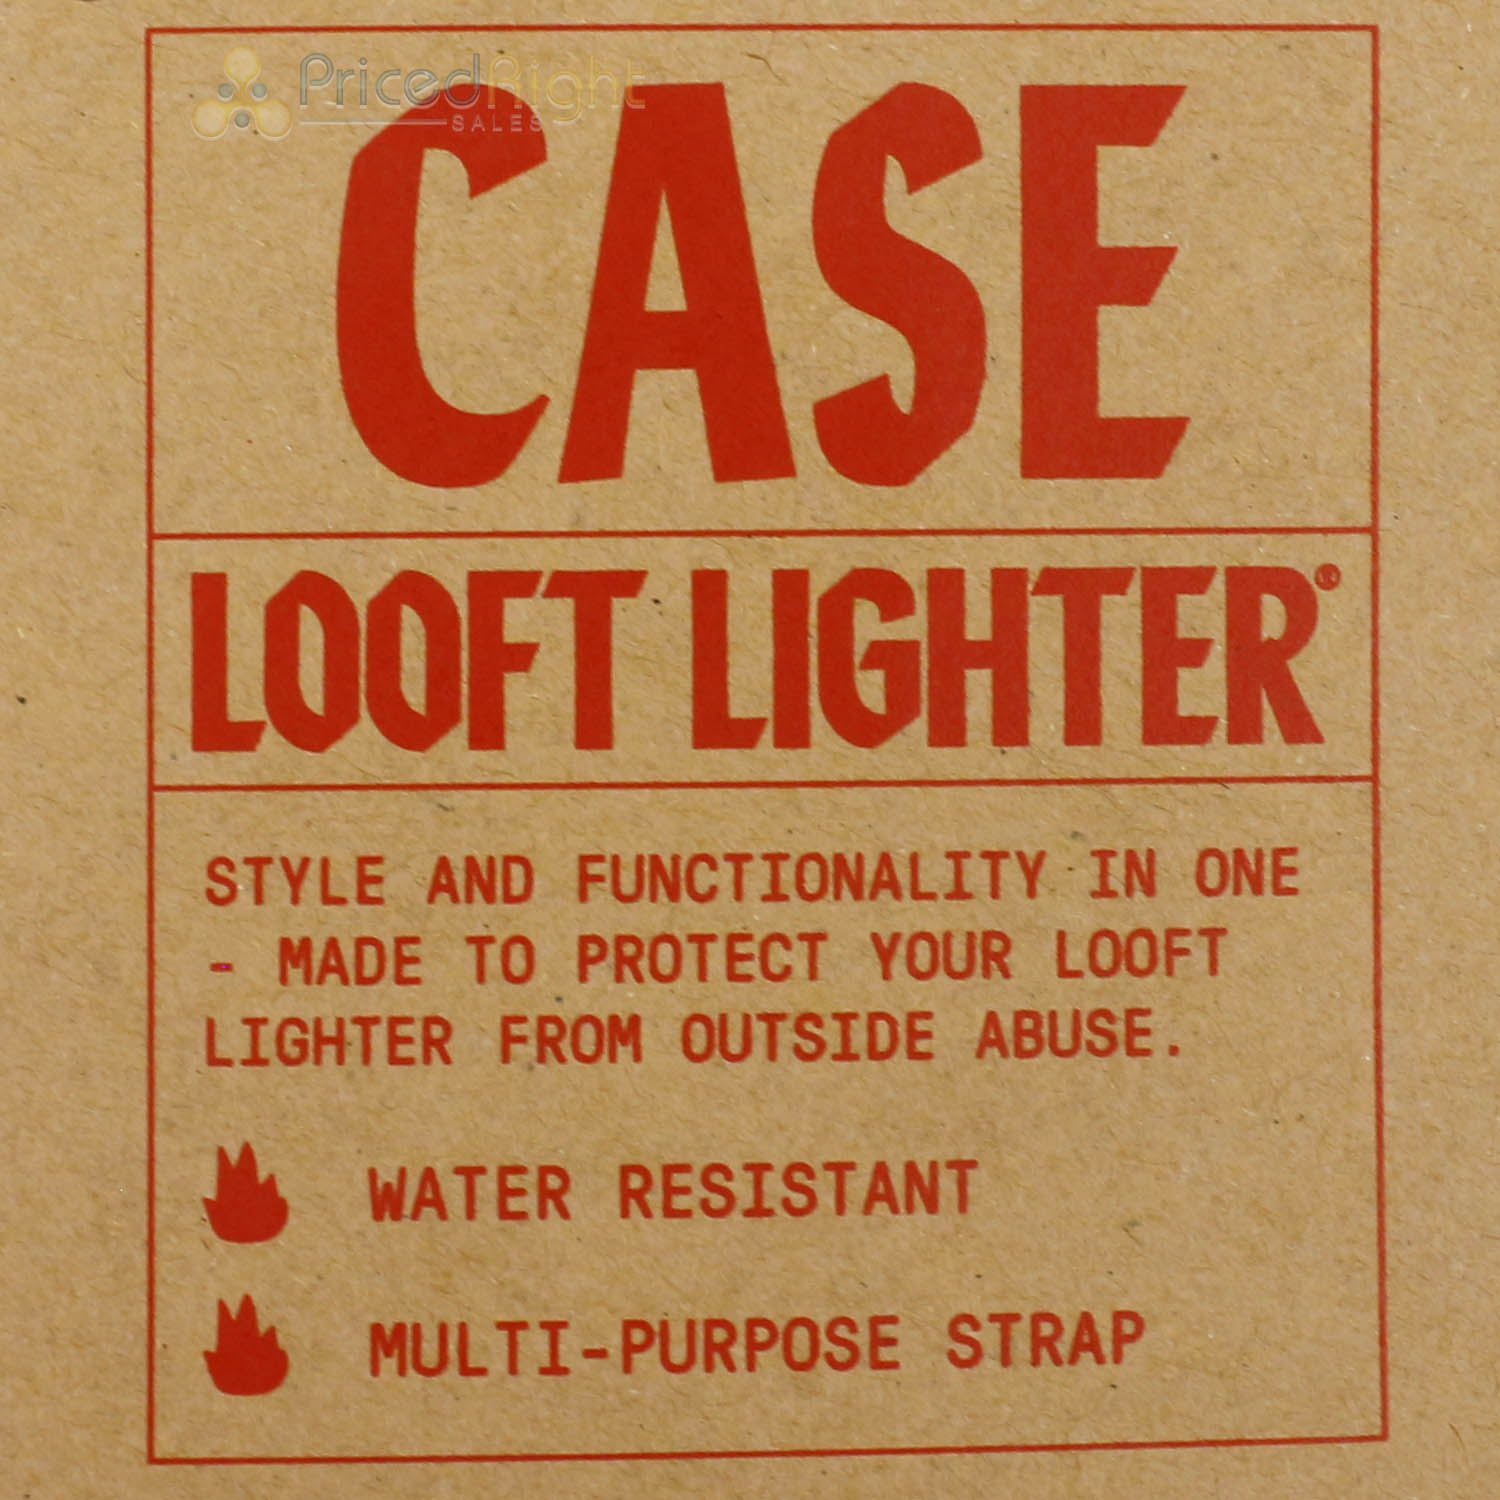 PricedRight
SALES
CASE
LOOFT LIGHTER®
STYLE AND FUNCTIONALITY IN ONE
- MADE TO PROTECT YOUR LOOFT
LIGHTER FROM OUTSIDE ABUSE.
WATER RESISTANT
MULTI-PURPOSE STRAP